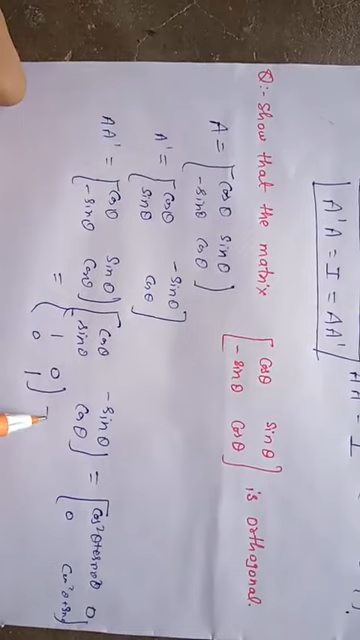 AA' = I
A'A = I = AA'
Q:- Show that the matrix [cosθ sinθ
-sinθ cosθ] is orthogonal.
A = [cosθ sinθ
-sinθ cosθ]
A' = [cosθ -sinθ
sinθ cosθ]
AA' = [cosθ sinθ
-sinθ cosθ] [cosθ -sinθ
sinθ cosθ] = [cos²θ+sin²θ 0
0 cos²θ+sin²θ]
= [1 0
0 1]